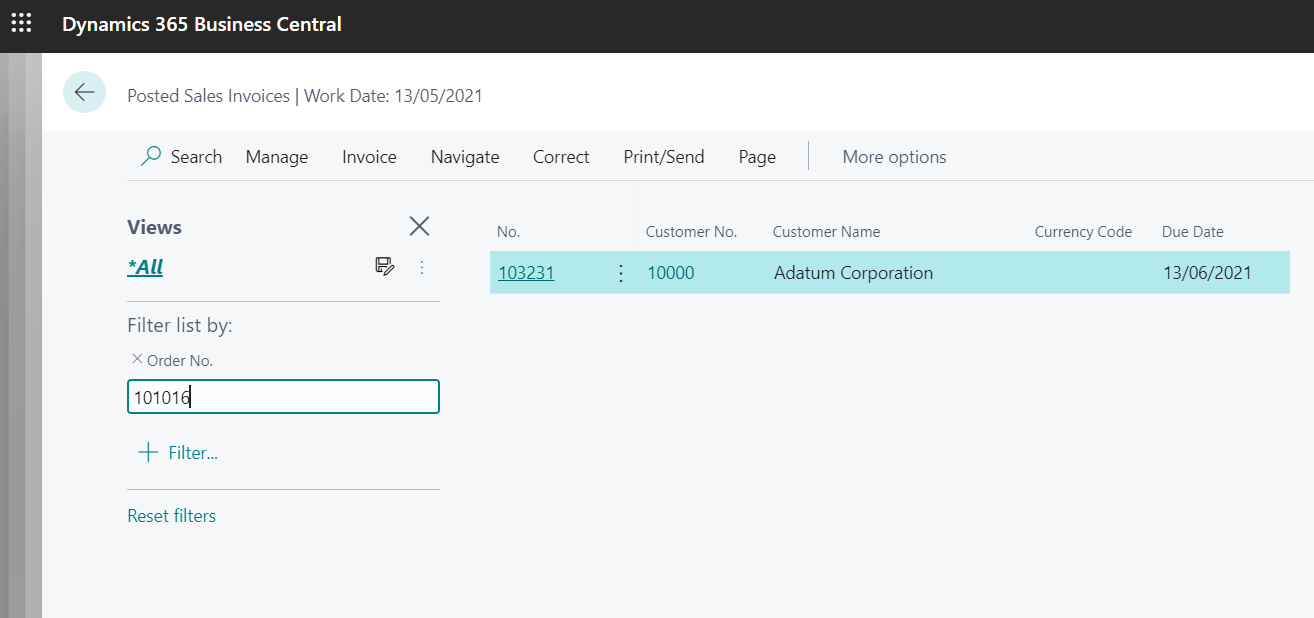 Dynamics 365 Business Central
Posted Sales Invoices | Work Date: 13/05/2021
Search Manage Invoice Navigate Correct Print/Send Page More options
Views
*All
Filter list by:
Order No.
101016
Filter...
Reset filters
No. Customer No. Customer Name Currency Code Due Date
103231 10000 Adatum Corporation 13/06/2021